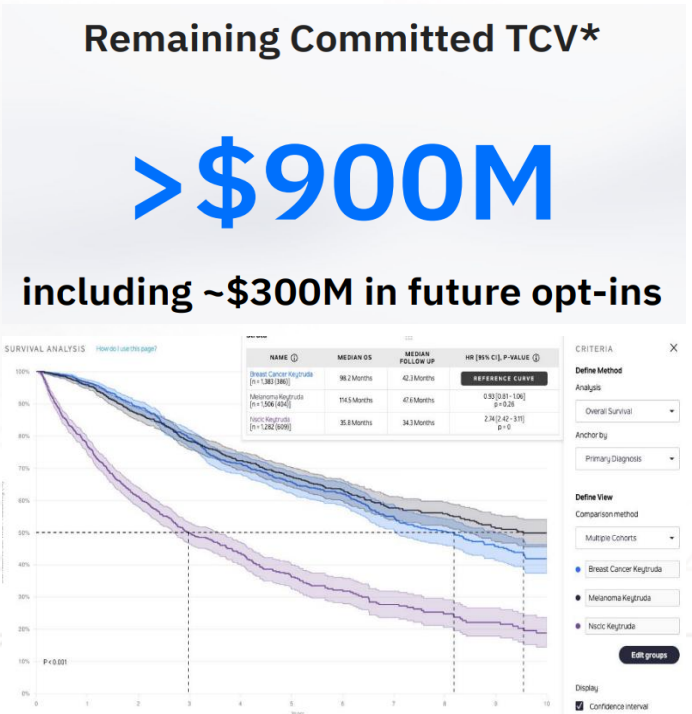 Remaining Committed TCV*
>$900M
including ~$300M in future opt-ins
SURVIVAL ANALYSIS How do I use this page?
NAME MEDIAN OS MEDIAN FOLLOW UP HR [95% CI], P-VALUE
Breast Cancer Keytruda [n = 1,383 (386)] 98.2 Months 42.3 Months REFERENCE CURVE
Melanoma Keytruda [n = 1,506 (404)] 114.5 Months 47.6 Months 0.93 [0.81 - 1.06] p = 0.26
Nsclc Keytruda [n = 1,282 (609)] 35.8 Months 34.3 Months 2.74 [2.42 - 3.11] p = 0
100%
90%
80%
70%
60%
50%
40%
30%
20%
10%
0%
P < 0.001
0 1 2 3 4 5 6 7 8 9 10
CRITERIA X
Define Method
Analysis
Overall Survival
Anchor by
Primary Diagnosis
Define View
Comparison method
Multiple Cohorts
Breast Cancer Keytruda
Melanoma Keytruda
Nsclc Keytruda
Edit groups
Display
Confidence interval